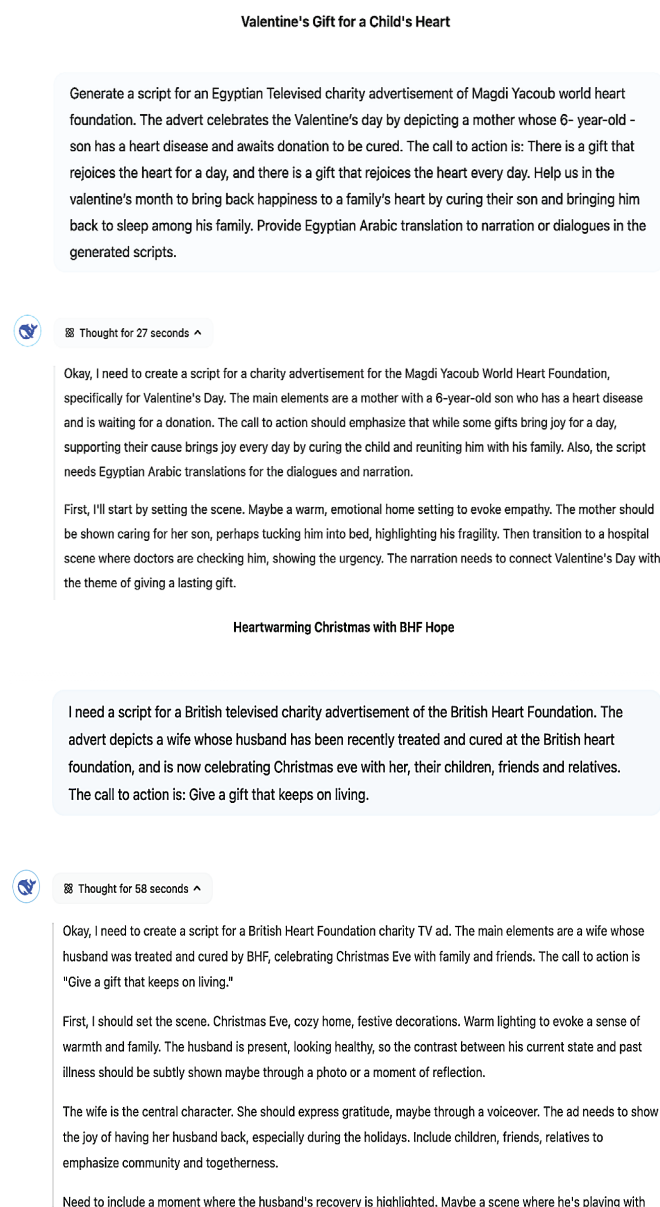 Valentine's Gift for a Child's Heart
Generate a script for an Egyptian Televised charity advertisement of Magdi Yacoub world heart
foundation. The advert celebrates the Valentine's day by depicting a mother whose 6- year-old -
son has a heart disease and awaits donation to be cured. The call to action is: There is a gift that
rejoices the heart for a day, and there is a gift that rejoices the heart every day. Help us in the
valentine's month to bring back happiness to a family's heart by curing their son and bringing him
back to sleep among his family. Provide Egyptian Arabic translation to narration or dialogues in the
generated scripts.
Thought for 27 seconds
Okay, I need to create a script for a charity advertisement for the Magdi Yacoub World Heart Foundation,
specifically for Valentine's Day. The main elements are a mother with a 6-year-old son who has a heart disease
and is waiting for a donation. The call to action should emphasize that while some gifts bring joy for a day,
supporting their cause brings joy every day by curing the child and reuniting him with his family. Also, the script
needs Egyptian Arabic translations for the dialogues and narration.
First, I'll start by setting the scene. Maybe a warm, emotional home setting to evoke empathy. The mother should
be shown caring for her son, perhaps tucking him into bed, highlighting his fragility. Then transition to a hospital
scene where doctors are checking him, showing the urgency. The narration needs to connect Valentine's Day with
the theme of giving a lasting gift.
Heartwarming Christmas with BHF Hope
I need a script for a British televised charity advertisement of the British Heart Foundation. The
advert depicts a wife whose husband has been recently treated and cured at the British heart
foundation, and is now celebrating Christmas eve with her, their children, friends and relatives.
The call to action is: Give a gift that keeps on living.
Thought for 58 seconds
Okay, I need to create a script for a British Heart Foundation charity TV ad. The main elements are a wife whose
husband was treated and cured by BHF, celebrating Christmas Eve with family and friends. The call to action is
"Give a gift that keeps on living."
First, I should set the scene. Christmas Eve, cozy home, festive decorations. Warm lighting to evoke a sense of
warmth and family. The husband is present, looking healthy, so the contrast between his current state and past
illness should be subtly shown maybe through a photo or a moment of reflection.
The wife is the central character. She should express gratitude, maybe through a voiceover. The ad needs to show
the joy of having her husband back, especially during the holidays. Include children, friends, relatives to
emphasize community and togetherness.
Need to include a moment where the husband's recovery is highlighted. Maybe a scene where he's playing with